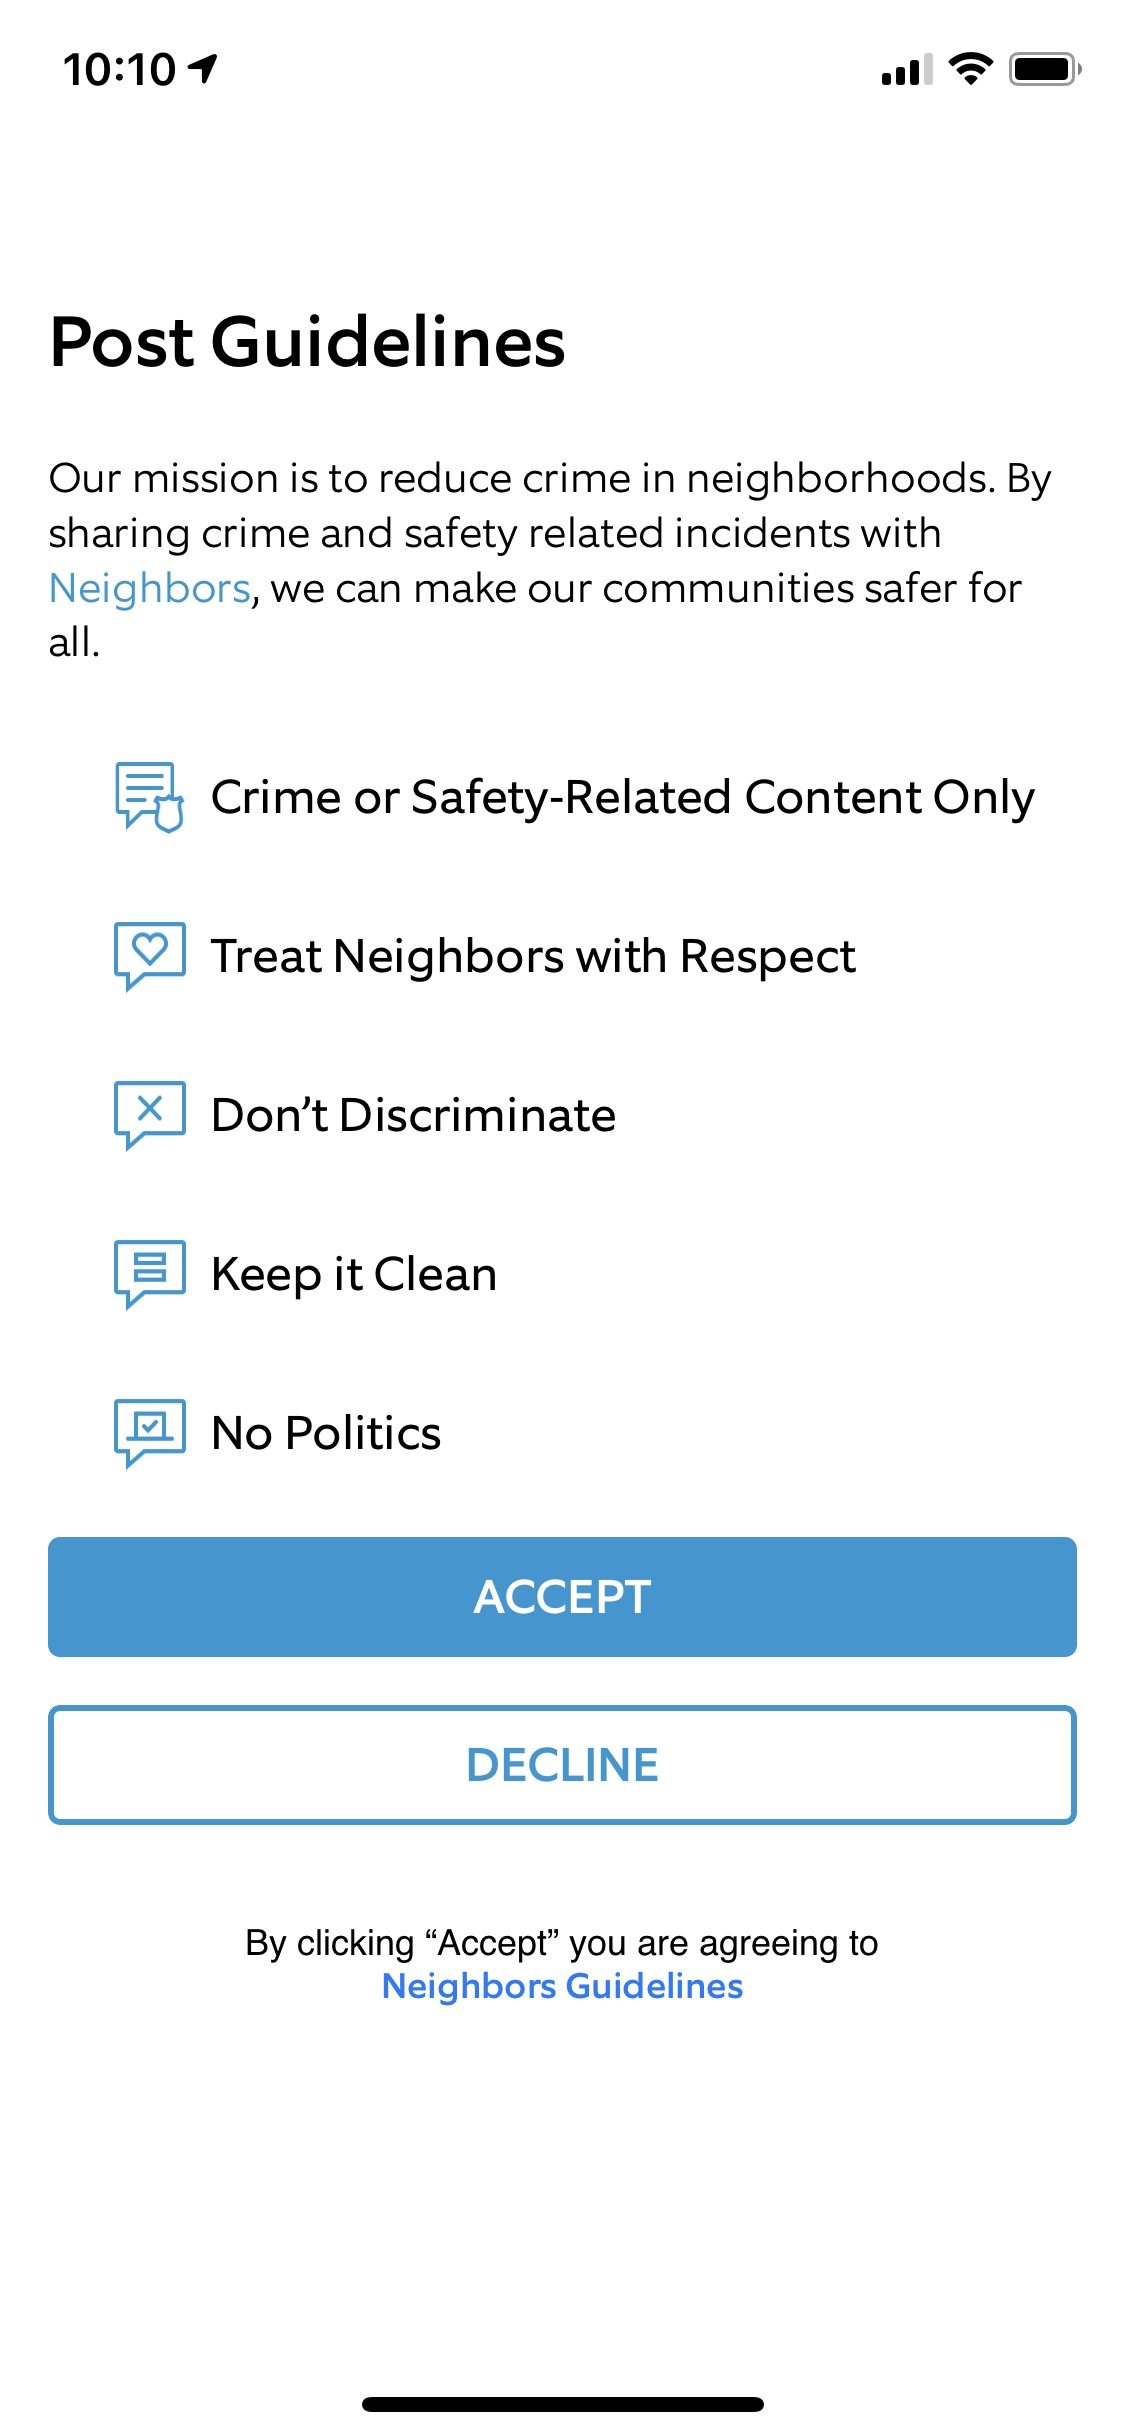 10:10
Post Guidelines
Our mission is to reduce crime in neighborhoods. By
sharing crime and safety related incidents with
Neighbors, we can make our communities safer for
all.
Crime or Safety-Related Content Only
Treat Neighbors with Respect
Don’t Discriminate
Keep it Clean
No Politics
ACCEPT
DECLINE
By clicking “Accept” you are agreeing to
Neighbors Guidelines